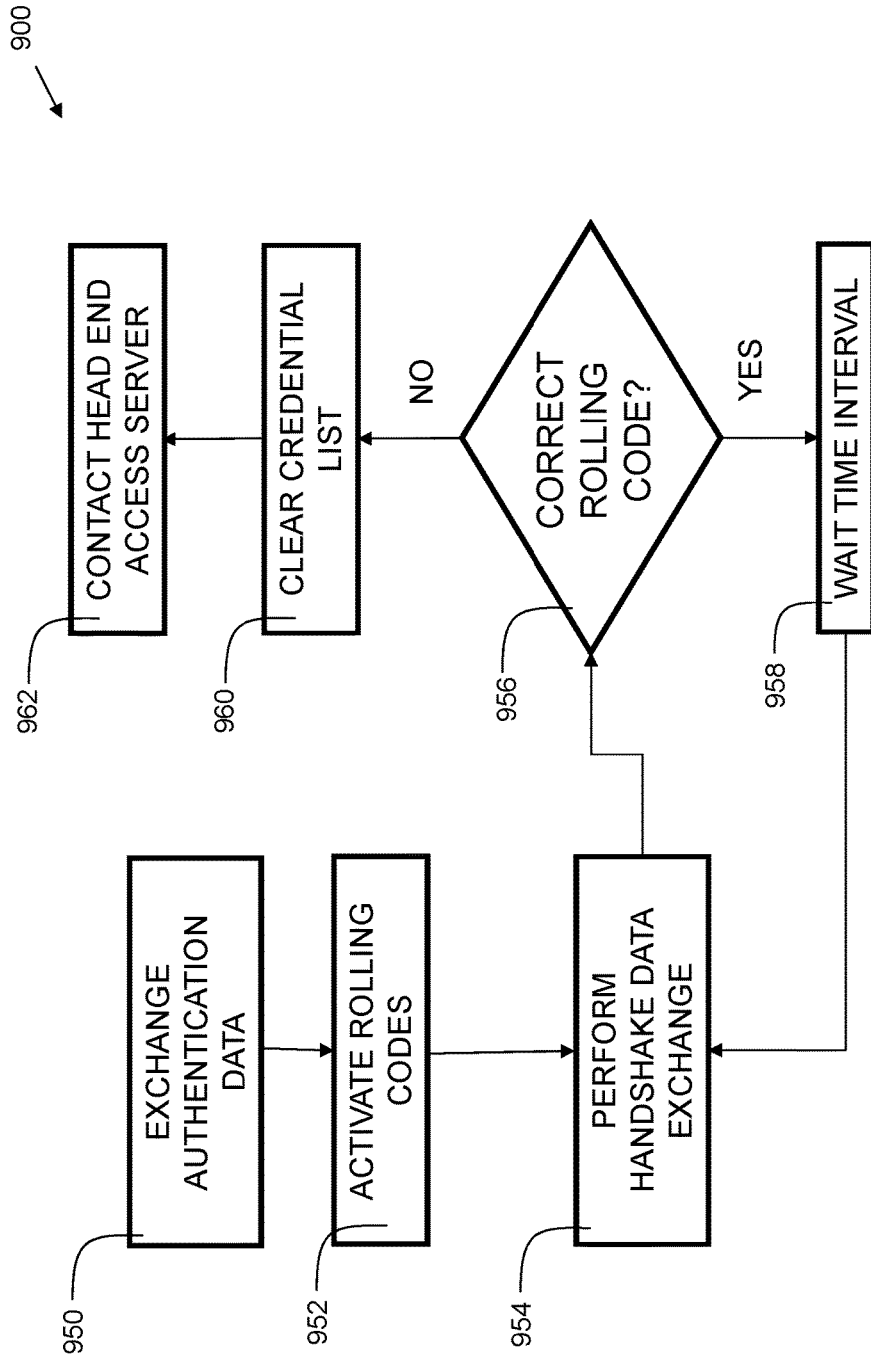 900
950
EXCHANGE
AUTHENTICATION
DATA
952
ACTIVATE ROLLING
CODES
954
PERFORM
HANDSHAKE DATA
EXCHANGE
962
CONTACT HEAD END
ACCESS SERVER
960
CLEAR CREDENTIAL
LIST
NO
956
CORRECT
ROLLING
CODE?
YES
958
WAIT TIME INTERVAL